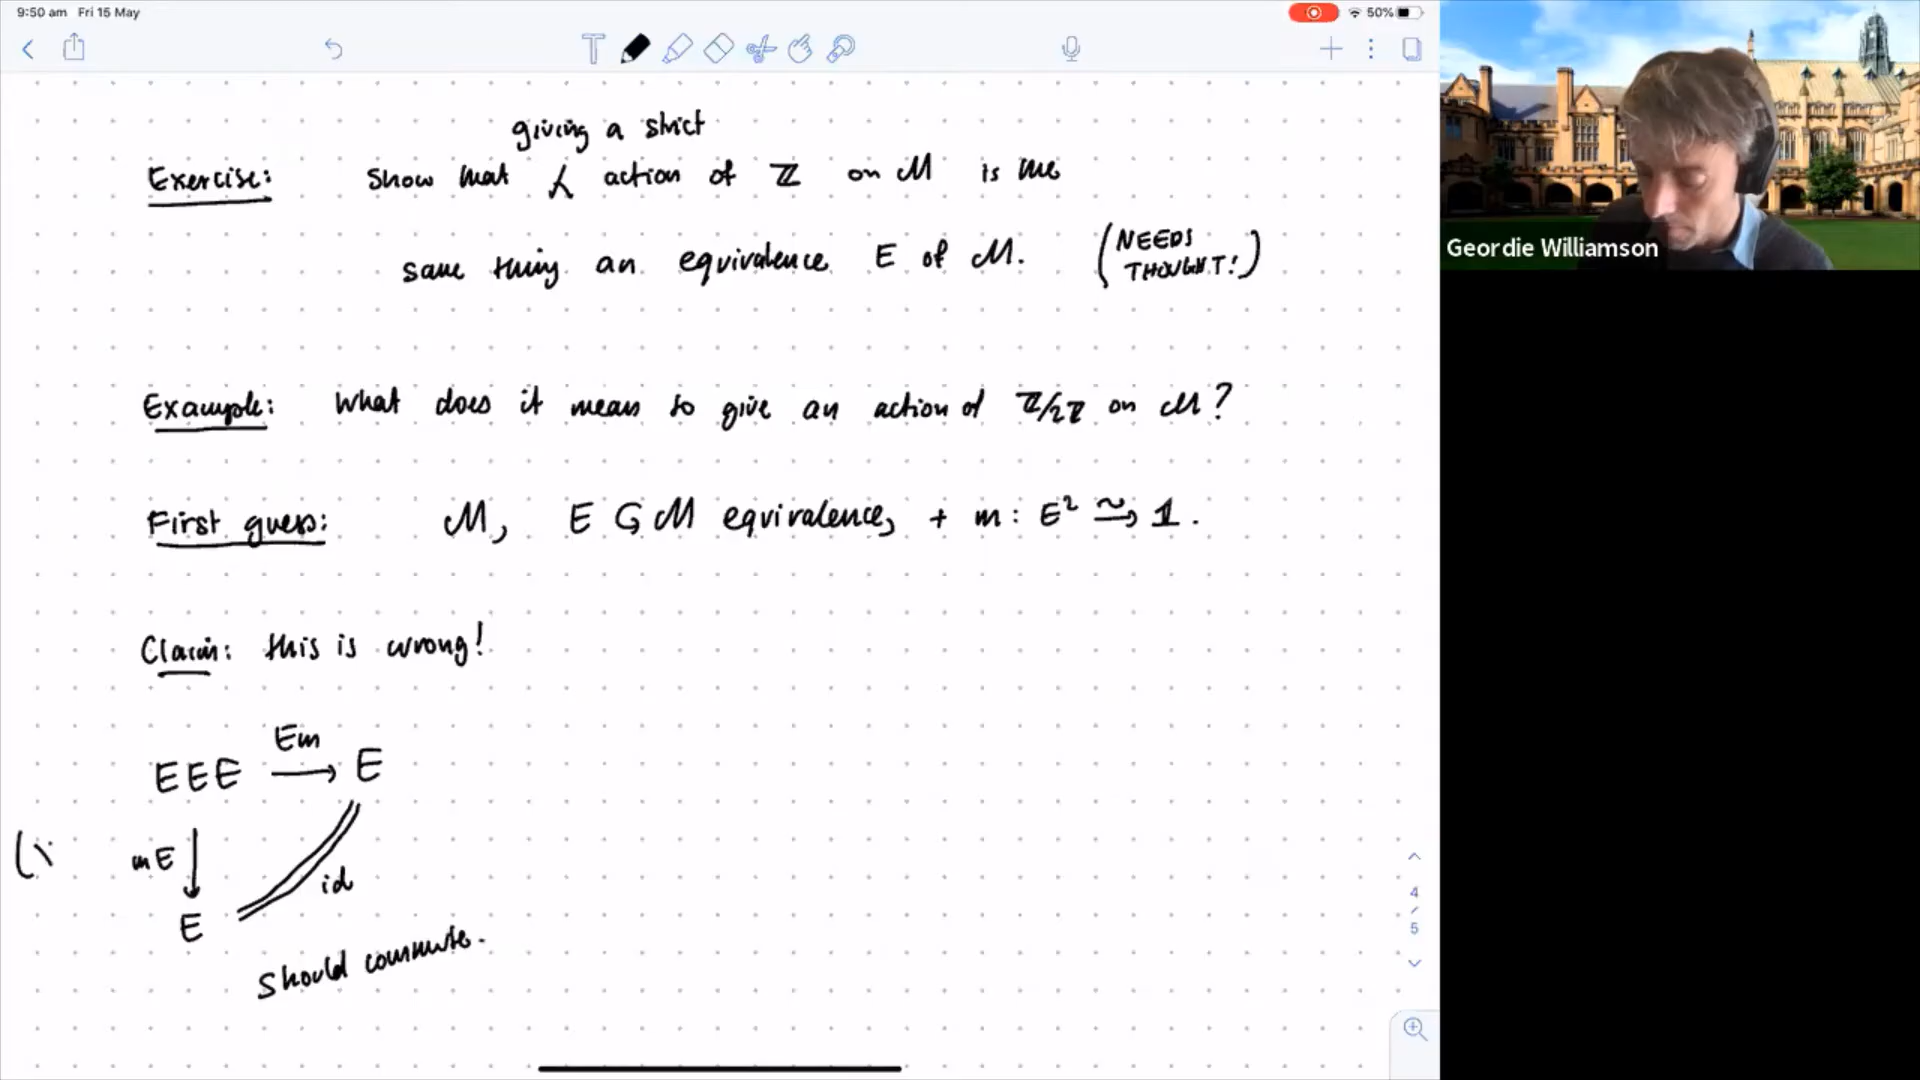 9:50 am Fri 15 May
50%
giving a strict
Exercise: Show that action of ℤ on M is the
same thing an equivalence E of M. (NEEDS THOUGHT!)
Example: What does it mean to give an action of ℤ/2ℤ on M?
First guess: M, E G M equivalence, + m : E² ⥲ 1.
Claim: this is wrong!
EEE Em → E
mE ↓
id
E
Should commute.
4 / 5
Geordie Williamson